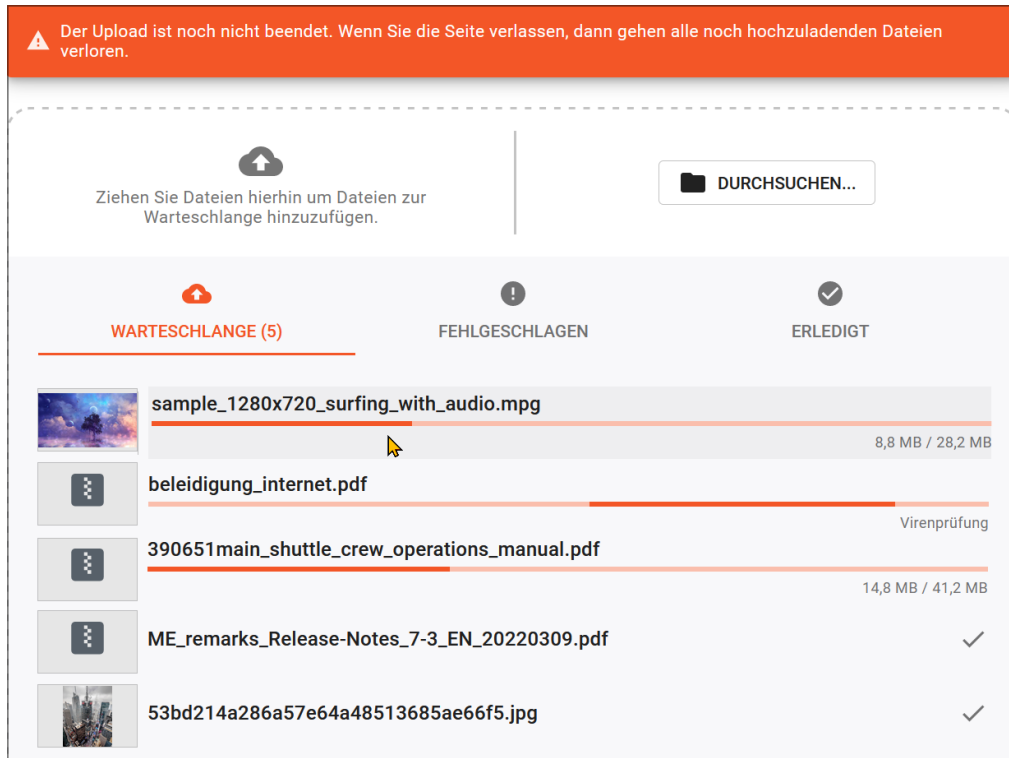 Der Upload ist noch nicht beendet. Wenn Sie die Seite verlassen, dann gehen alle noch hochzuladenden Dateien
verloren.
Ziehen Sie Dateien hierhin um Dateien zur
Warteschlange hinzuzufügen.
DURCHSUCHEN...
WARTESCHLANGE (5)
FEHLGESCHLAGEN
ERLEDIGT
sample_1280x720_surfing_with_audio.mpg
8,8 MB / 28,2 MB
beleidigung_internet.pdf
Virenprüfung
390651main_shuttle_crew_operations_manual.pdf
14,8 MB / 41,2 MB
ME_remarks_Release-Notes_7-3_EN_20220309.pdf
53bd214a286a57e64a48513685ae66f5.jpg